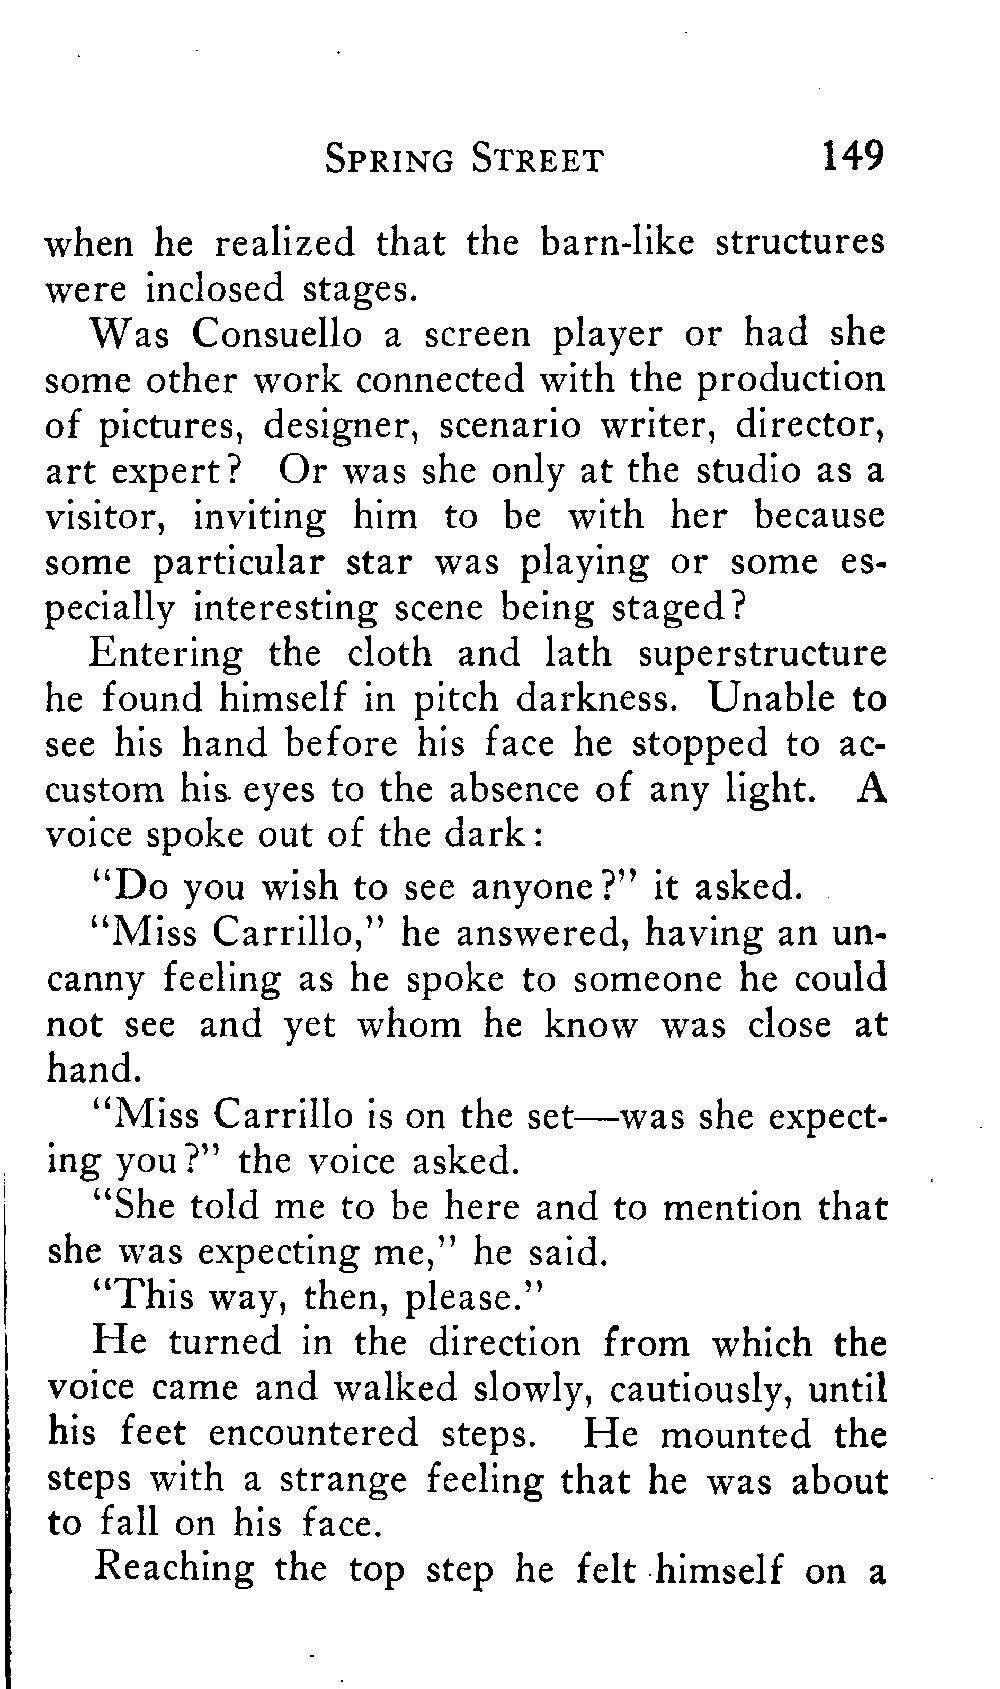 SPRING STREET 149
when he realized that the barn-like structures
were inclosed stages.
Was Consuello a screen player or had she
some other work connected with the production
of pictures, designer, scenario writer, director,
art expert? Or was she only at the studio as a
visitor, inviting him to be with her because
some particular star was playing or some es-
pecially interesting scene being staged?
Entering the cloth and lath superstructure
he found himself in pitch darkness. Unable to
see his hand before his face he stopped to ac-
custom his eyes to the absence of any light. A
voice spoke out of the dark:
"Do you wish to see anyone?" it asked.
"Miss Carrillo," he answered, having an un-
canny feeling as he spoke to someone he could
not see and yet whom he know was close at
hand.
"Miss Carrillo is on the set—was she expect-
ing you?" the voice asked.
"She told me to be here and to mention that
she was expecting me," he said.
"This way, then, please."
He turned in the direction from which the
voice came and walked slowly, cautiously, until
his feet encountered steps. He mounted the
steps with a strange feeling that he was about
to fall on his face.
Reaching the top step he felt himself on a